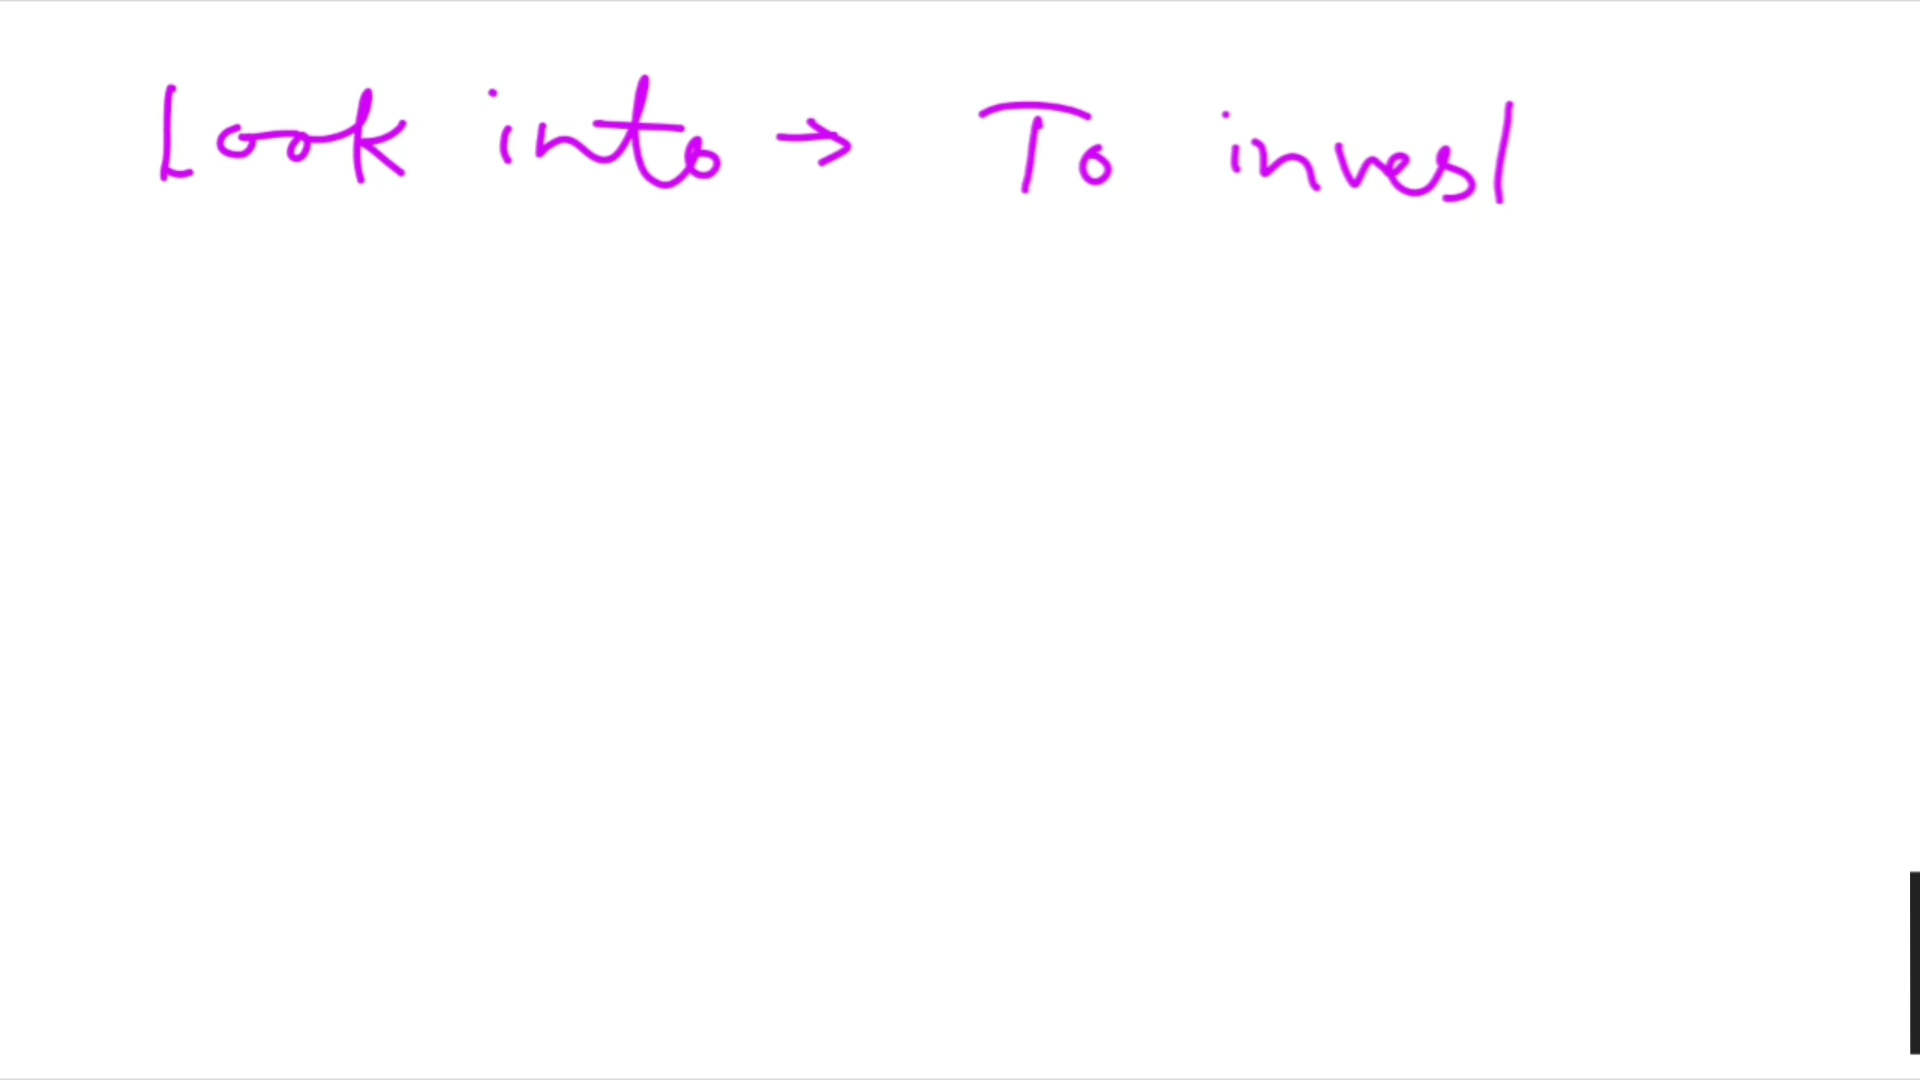 Look into → To invest